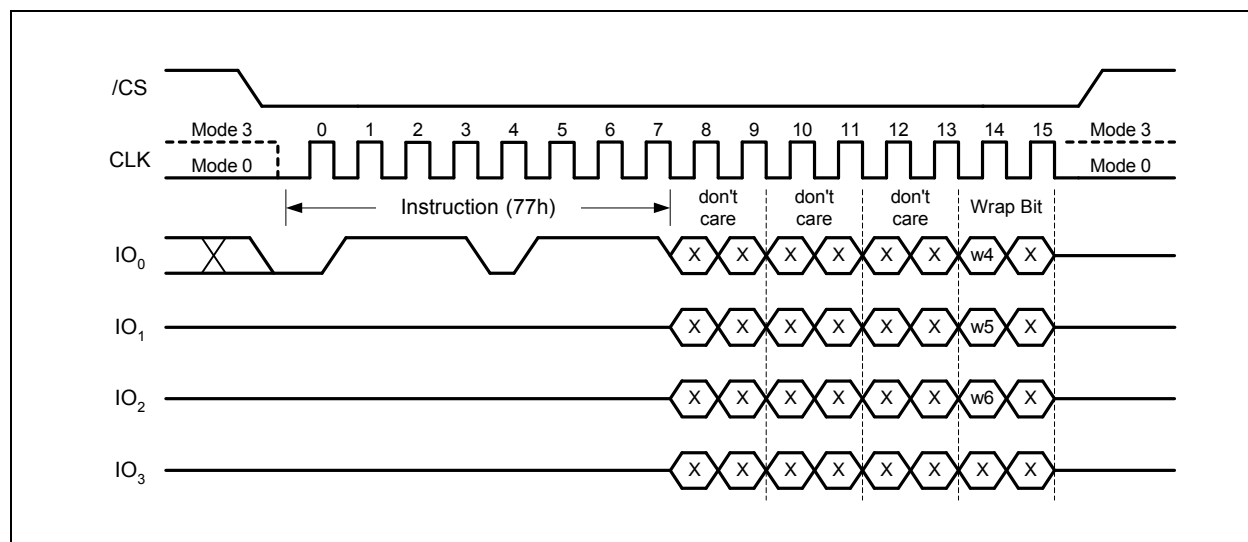 /CS
Mode 3 0 1 2 3 4 5 6 7 8 9 10 11 12 13 14 15 Mode 3
CLK
Mode 0 Mode 0
Instruction (77h)
don't care
don't care
don't care
Wrap Bit
IO0 X X X X X X w4 X
IO1 X X X X X X w5 X
IO2 X X X X X X w6 X
IO3 X X X X X X X X